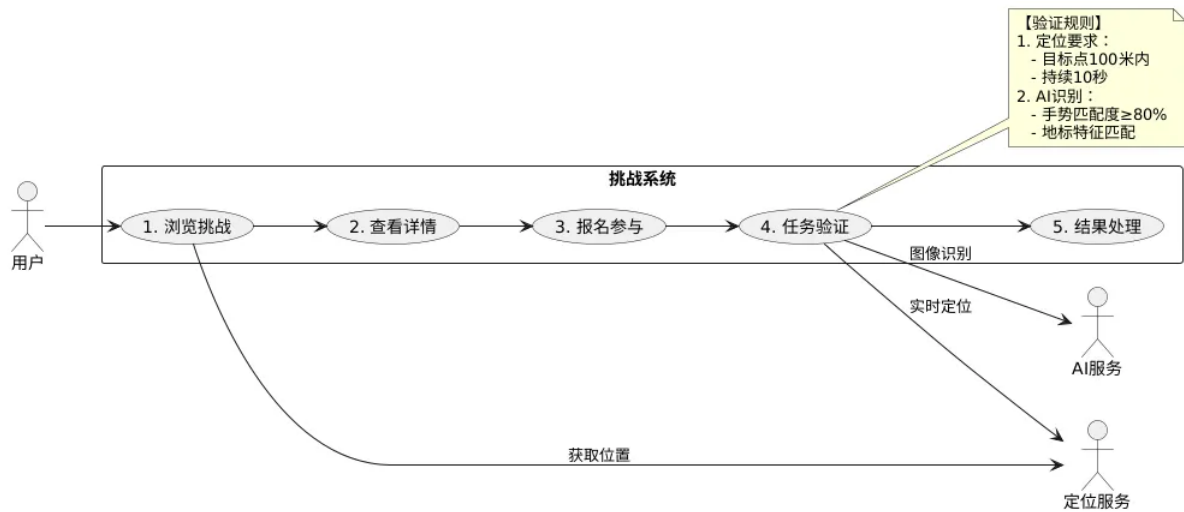 【验证规则】
1. 定位要求：
- 目标点100米内
- 持续10秒
2. AI识别：
- 手势匹配度≥80%
- 地标特征匹配
挑战系统
用户
1. 浏览挑战
2. 查看详情
3. 报名参与
4. 任务验证
5. 结果处理
图像识别
实时定位
AI服务
获取位置
定位服务